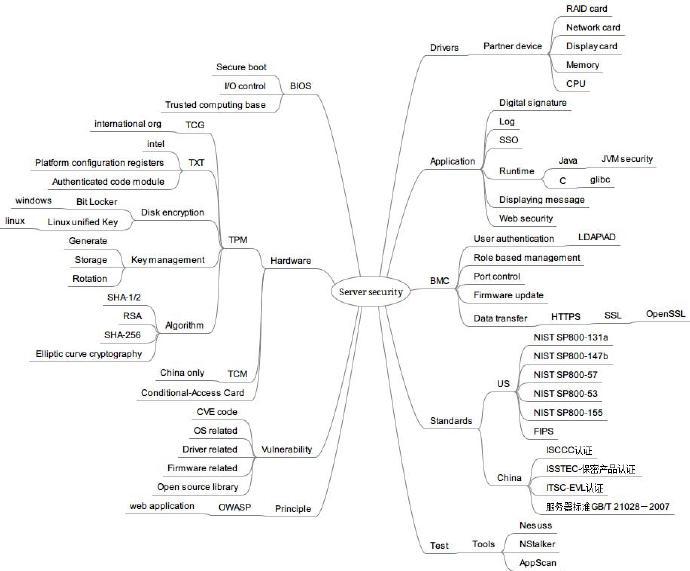 Server security
BIOS
Secure boot
I/O control
Trusted computing base
Hardware
TPM
TCG
international org
TXT
intel
Platform configuration registers
Authenticated code module
Disk encryption
Bit Locker
windows
Linux unified Key
linux
Key management
Generate
Storage
Rotation
Algorithm
SHA-1/2
RSA
SHA-256
Elliptic curve cryptography
TCM
China only
Conditional-Access Card
Vulnerability
CVE code
OS related
Driver related
Firmware related
Open source library
Principle
OWASP
web application
Drivers
Partner device
RAID card
Network card
Display card
Memory
CPU
Application
Digital signature
Log
SSO
Runtime
Java
JVM security
C
glibc
Displaying message
Web security
BMC
User authentication
LDAP\AD
Role based management
Port control
Firmware update
Data transfer
HTTPS
SSL
OpenSSL
Standards
US
NIST SP800-131a
NIST SP800-147b
NIST SP800-57
NIST SP800-53
NIST SP800-155
FIPS
China
ISCCC认证
ISSTEC-保密产品认证
ITSC-EVL认证
服务器标准GB/T 21028－2007
Test
Tools
Nesuss
NStalker
AppScan